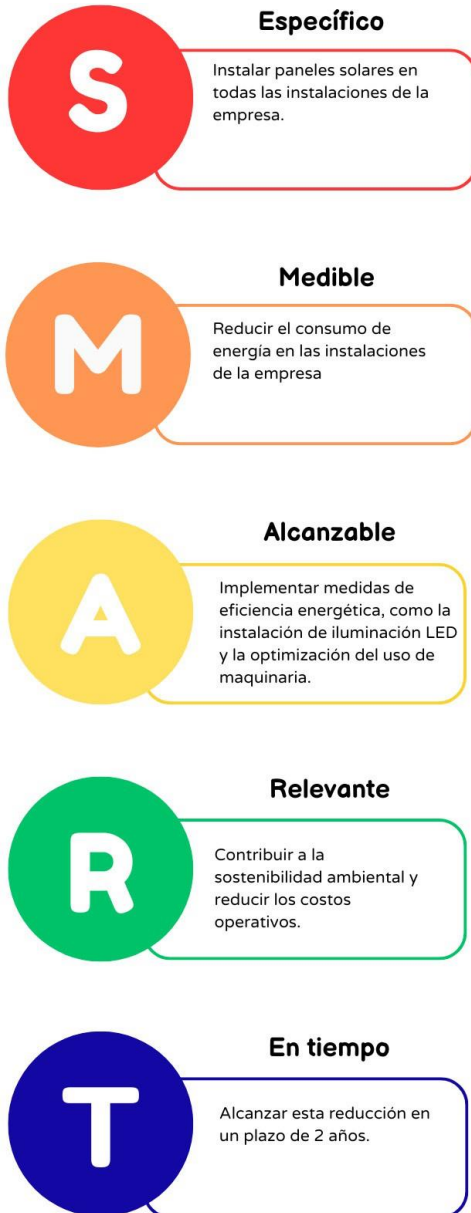 Específico
S
Instalar paneles solares en
todas las instalaciones de la
empresa.
Medible
M
Reducir el consumo de
energía en las instalaciones
de la empresa
Alcanzable
A
Implementar medidas de
eficiencia energética, como la
instalación de iluminación LED
y la optimización del uso de
maquinaria.
Relevante
R
Contribuir a la
sostenibilidad ambiental y
reducir los costos
operativos.
En tiempo
T
Alcanzar esta reducción en
un plazo de 2 años.